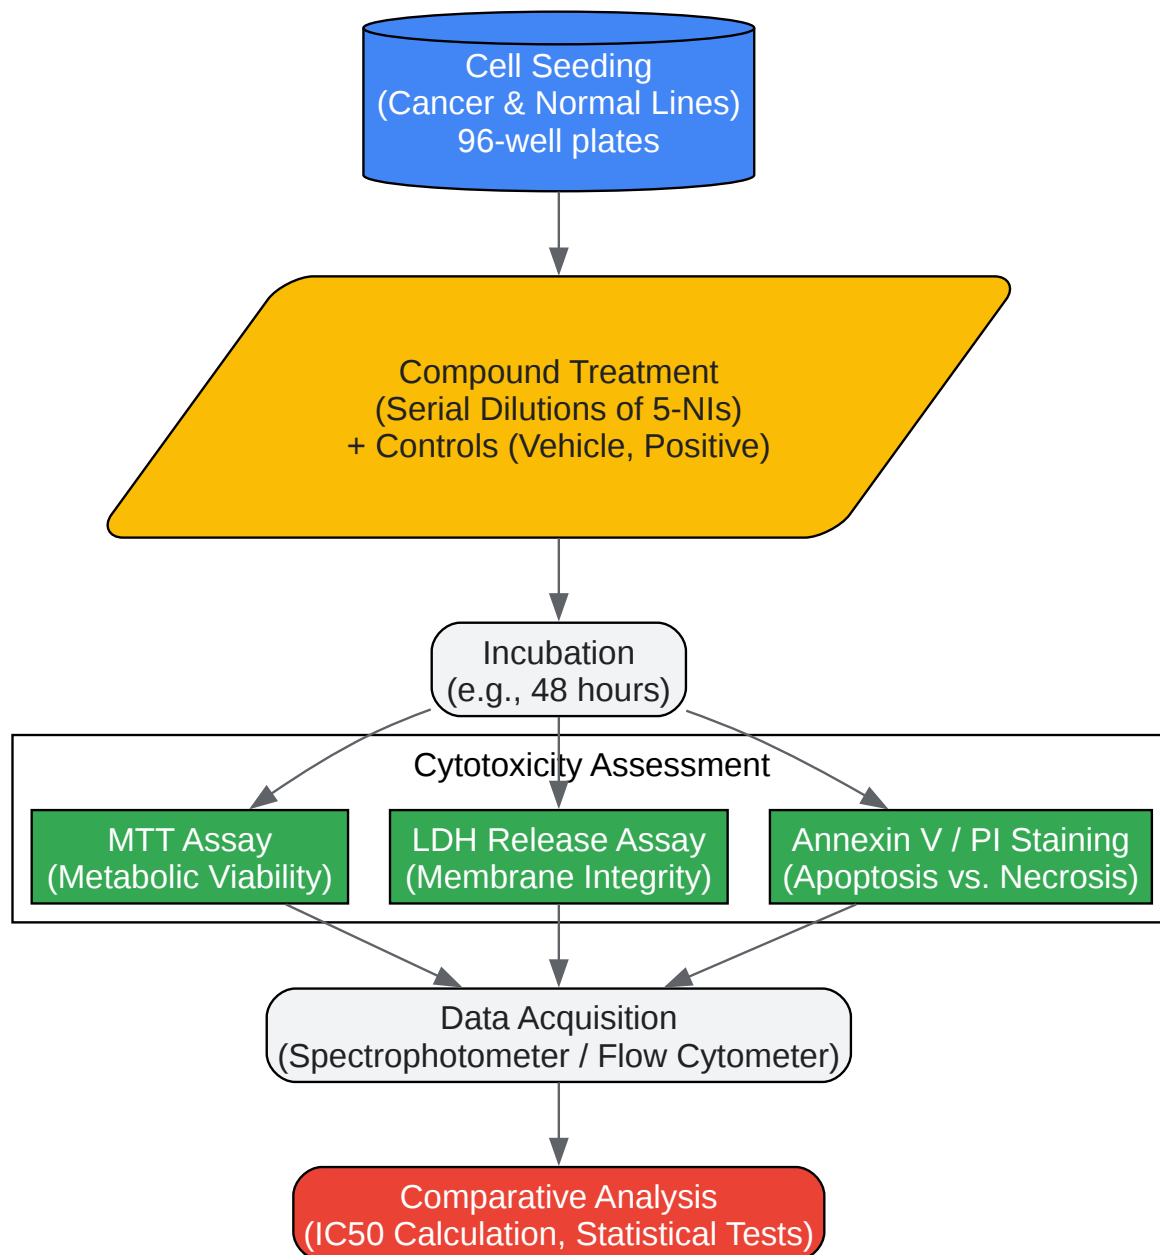 Cell Seeding
(Cancer & Normal Lines)
96-well plates
Compound Treatment
(Serial Dilutions of 5-NIs)
+ Controls (Vehicle, Positive)
Incubation
(e.g., 48 hours)
Cytotoxicity Assessment
MTT Assay
(Metabolic Viability)
LDH Release Assay
(Membrane Integrity)
Annexin V / PI Staining
(Apoptosis vs. Necrosis)
Data Acquisition
(Spectrophotometer / Flow Cytometer)
Comparative Analysis
(IC50 Calculation, Statistical Tests)